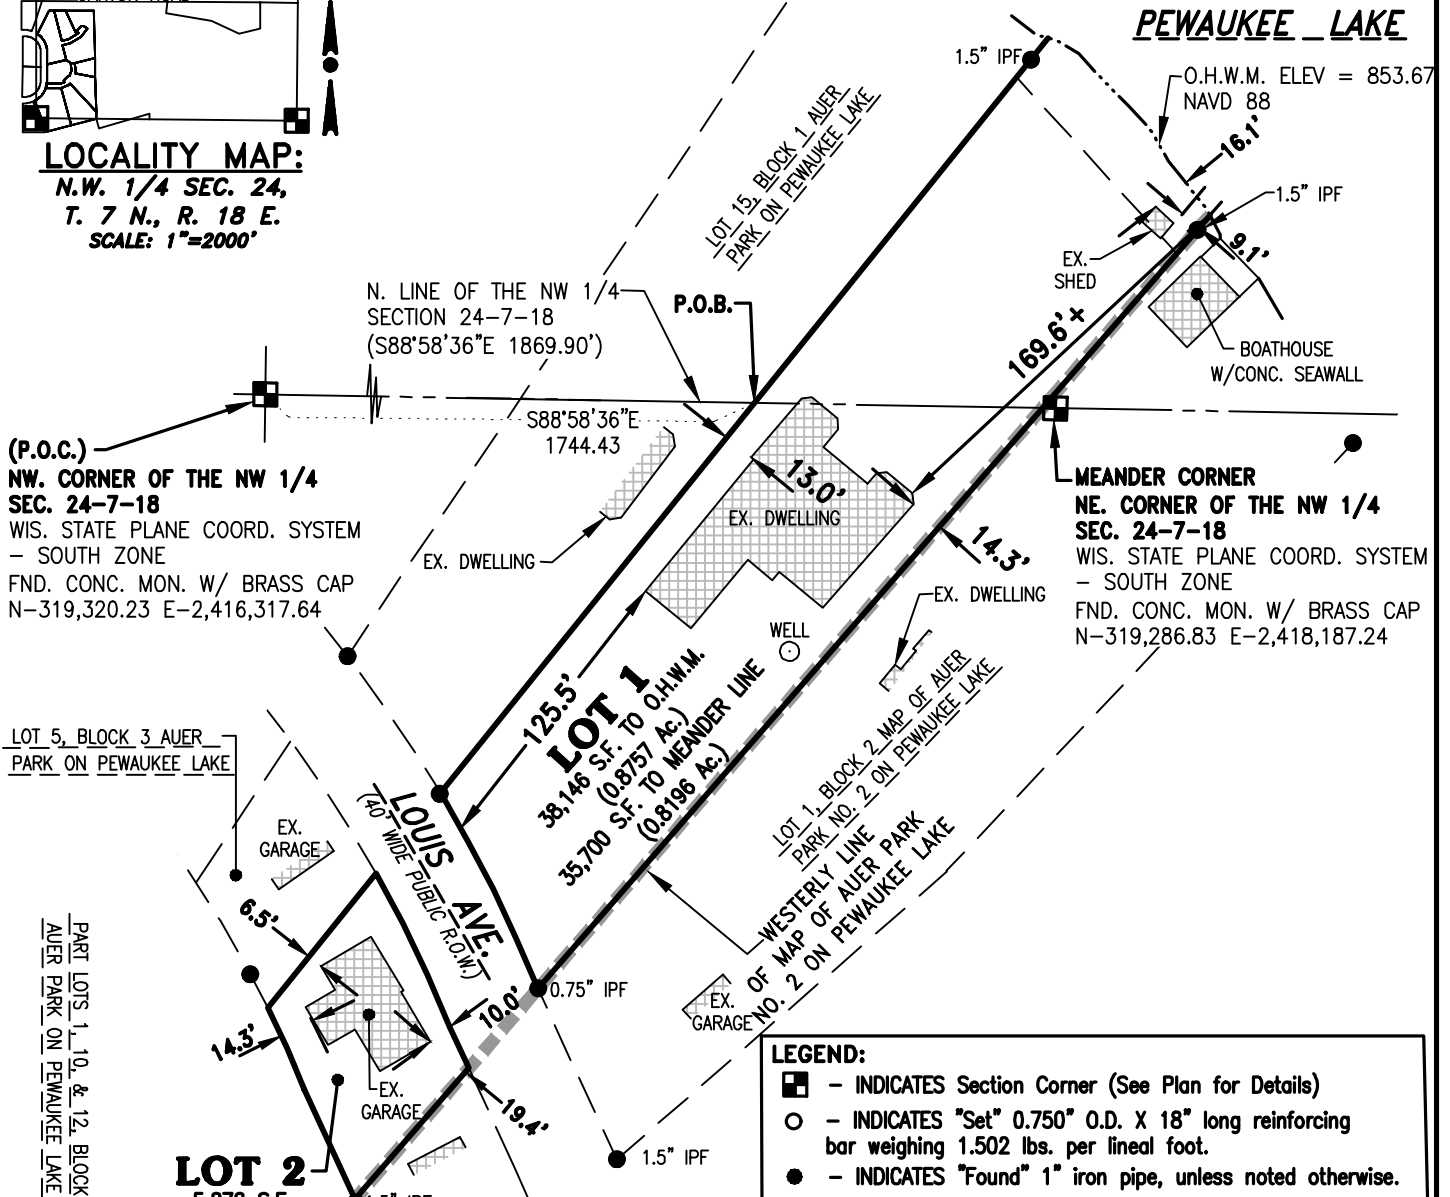 PEWAUKEE LAKE
1.5" IPF
O.H.W.M. ELEV = 853.67
NAVD 88
16.1'
1.5" IPF
9.1'
LOCALITY MAP:
N.W. 1/4 SEC. 24,
T. 7 N., R. 18 E.
SCALE: 1"=2000'
LOT 15, BLOCK 1 AUER
PARK ON PEWAUKEE LAKE
EX.
SHED
N. LINE OF THE NW 1/4
SECTION 24-7-18
(S88°58'36"E 1869.90')
P.O.B.
169.6'±
BOATHOUSE
W/CONC. SEAWALL
S88°58'36"E
1744.43
(P.O.C.)
NW. CORNER OF THE NW 1/4
SEC. 24-7-18
WIS. STATE PLANE COORD. SYSTEM
- SOUTH ZONE
FND. CONC. MON. W/ BRASS CAP
N-319,320.23 E-2,416,317.64
MEANDER CORNER
NE. CORNER OF THE NW 1/4
SEC. 24-7-18
WIS. STATE PLANE COORD. SYSTEM
- SOUTH ZONE
FND. CONC. MON. W/ BRASS CAP
N-319,286.83 E-2,418,187.24
13.0'
EX. DWELLING
EX. DWELLING
14.3'
EX. DWELLING
WELL
125.5'
LOT 1
38,146 S.F. TO O.H.W.M.
(0.8757 Ac.)
35,700 S.F. TO MEANDER LINE
(0.8196 Ac.)
LOT 1, BLOCK 2 MAP OF AUER
PARK NO. 2 ON PEWAUKEE LAKE
WESTERLY LINE
OF MAP OF AUER PARK
NO. 2 ON PEWAUKEE LAKE
LOT 5, BLOCK 3 AUER
PARK ON PEWAUKEE LAKE
LOUIS AVE.
(40' WIDE PUBLIC R.O.W.)
EX.
GARAGE
6.5'
PART LOTS 1, 10, & 12, BLOCK
AUER PARK ON PEWAUKEE LAKE
14.3'
10.0'
0.75" IPF
EX.
GARAGE
EX.
GARAGE
19.4'
1.5" IPF
LOT 2
LEGEND:
- INDICATES Section Corner (See Plan for Details)
- INDICATES "Set" 0.750" O.D. X 18" long reinforcing
bar weighing 1.502 lbs. per lineal foot.
- INDICATES "Found" 1" iron pipe, unless noted otherwise.